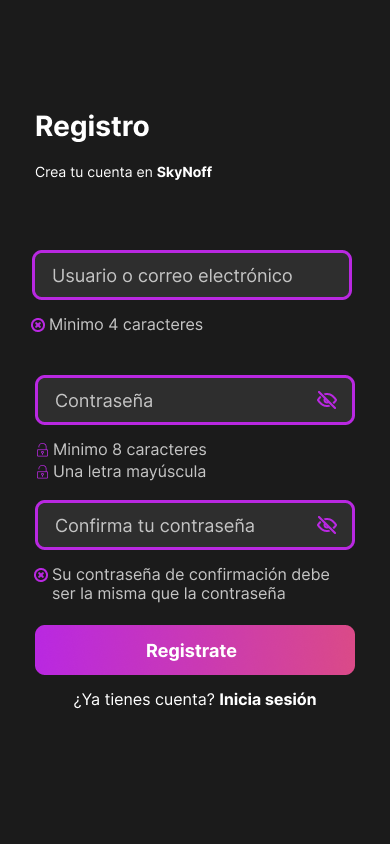 Registro
Crea tu cuenta en SkyNoff
Usuario o correo electrónico
Minimo 4 caracteres
Contraseña
Minimo 8 caracteres
Una letra mayúscula
Confirma tu contraseña
Su contraseña de confirmación debe
ser la misma que la contraseña
Registrate
¿Ya tienes cuenta? Inicia sesión